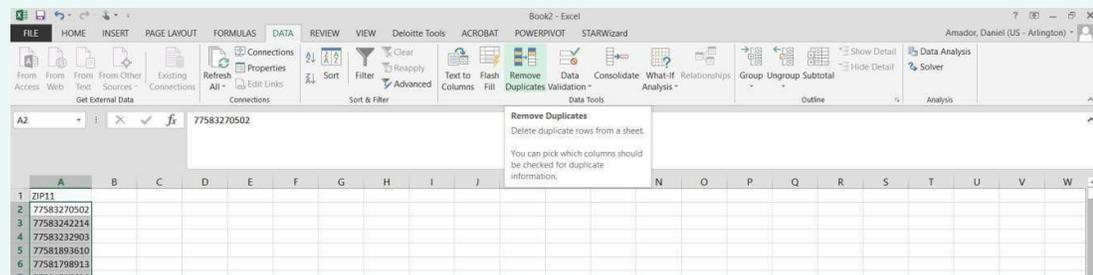 Book2 - Excel
FILE HOME INSERT PAGE LAYOUT FORMULAS DATA REVIEW VIEW Deloitte Tools ACROBAT POWERPIVOT STARWizard Amador, Daniel (US - Arlington)
From Access
From Web
From Text
From Other Sources
Existing Connections
Get External Data
Refresh All
Connections
Properties
Edit Links
Connections
Sort
Filter
Clear
Reapply
Advanced
Sort & Filter
Text to Columns
Flash Fill
Remove Duplicates
Data Validation
Consolidate
What-If Analysis
Relationships
Data Tools
Group
Ungroup
Subtotal
Show Detail
Hide Detail
Outline
Data Analysis
Solver
Analysis
A2 fx 77583270502
Remove Duplicates
Delete duplicate rows from a sheet.
You can pick which columns should
be checked for duplicate
information.
A B C D E F G H I J N O P Q R S T U V W
1 ZIP11
2 77583270502
3 77583242214
4 77583232903
5 77581893610
6 77581798913